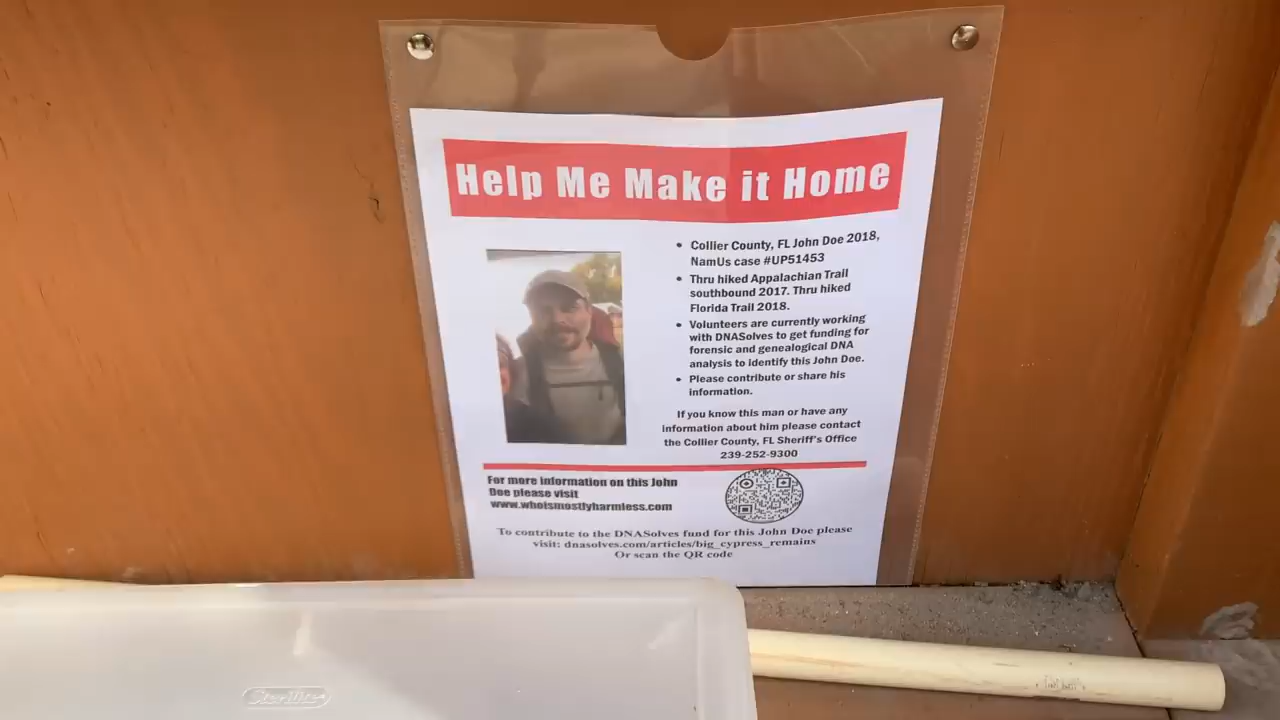 Help Me Make it Home
• Collier County, FL John Doe 2018,
NamUs case #UP51453
• Thru hiked Appalachian Trail
southbound 2017. Thru hiked
Florida Trail 2018.
• Volunteers are currently working
with DNASolves to get funding for
forensic and genealogical DNA
analysis to identify this John Doe.
• Please contribute or share his
information.
If you know this man or have any
information about him please contact
the Collier County, FL Sheriff's Office
239-252-9300
For more information on this John
Doe please visit
www.whoismostlyharmless.com
To contribute to the DNASolves fund for this John Doe please
visit: dnasolves.com/articles/big_cypress_remains
Or scan the QR code
Sterilite